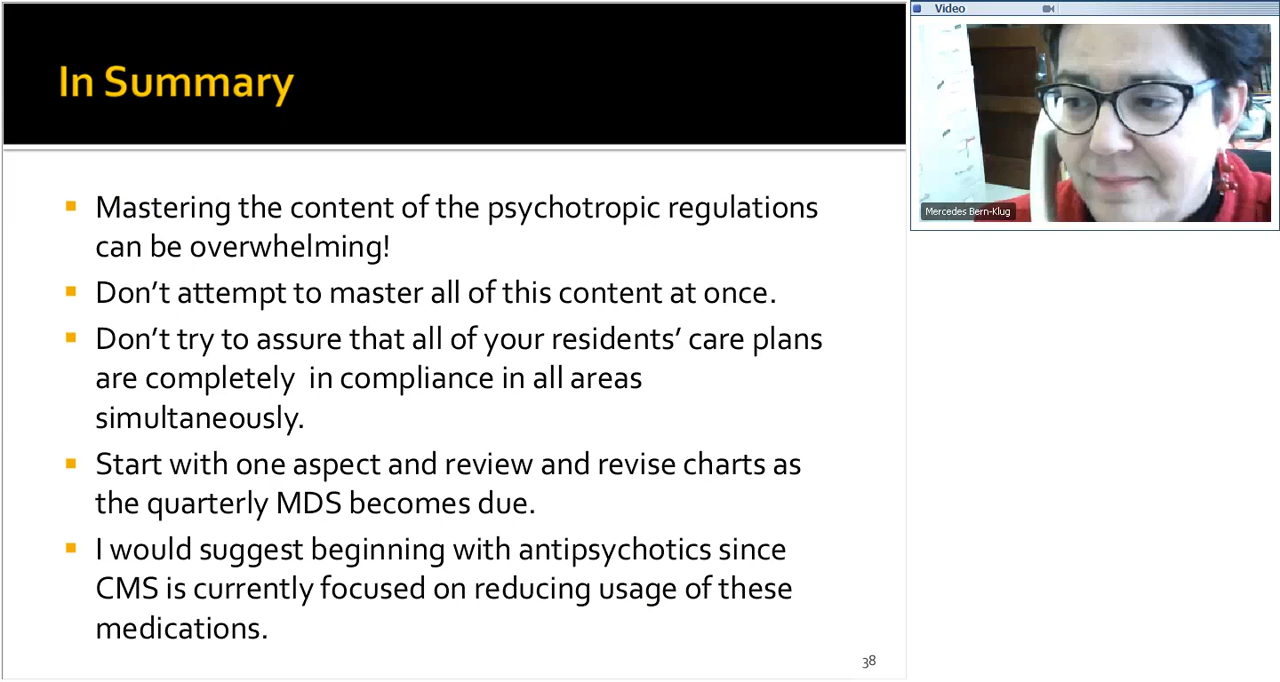 In Summary
Mastering the content of the psychotropic regulations
can be overwhelming!
Don't attempt to master all of this content at once.
Don't try to assure that all of your residents' care plans
are completely  in compliance in all areas
simultaneously.
Start with one aspect and review and revise charts as
the quarterly MDS becomes due.
I would suggest beginning with antipsychotics since
CMS is currently focused on reducing usage of these
medications.
38
Video
Mercedes Bern-Klug